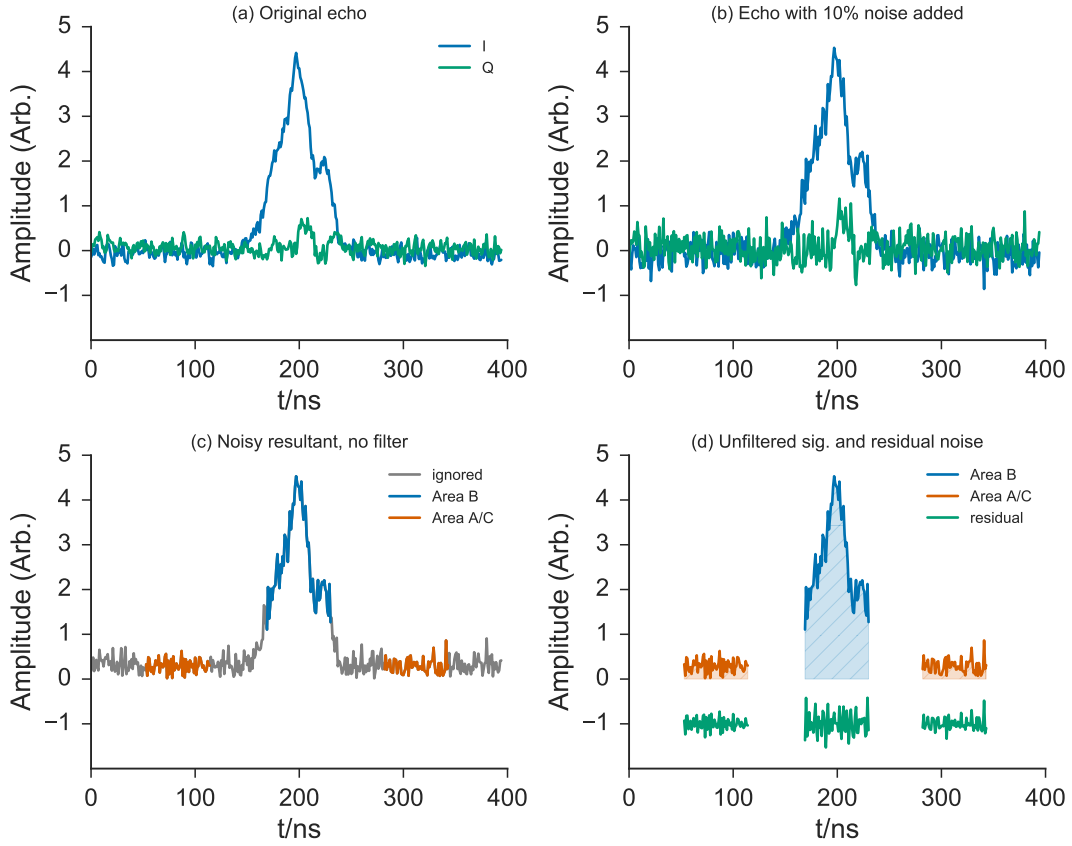 (a) Original echo
5
4
3
2
1
0
−1
Amplitude (Arb.)
I
Q
0 100 200 300 400
t/ns
(b) Echo with 10% noise added
5
4
3
2
1
0
−1
Amplitude (Arb.)
0 100 200 300 400
t/ns
(c) Noisy resultant, no filter
5
4
3
2
1
0
−1
Amplitude (Arb.)
ignored
Area B
Area A/C
0 100 200 300 400
t/ns
(d) Unfiltered sig. and residual noise
5
4
3
2
1
0
−1
Amplitude (Arb.)
Area B
Area A/C
residual
0 100 200 300 400
t/ns